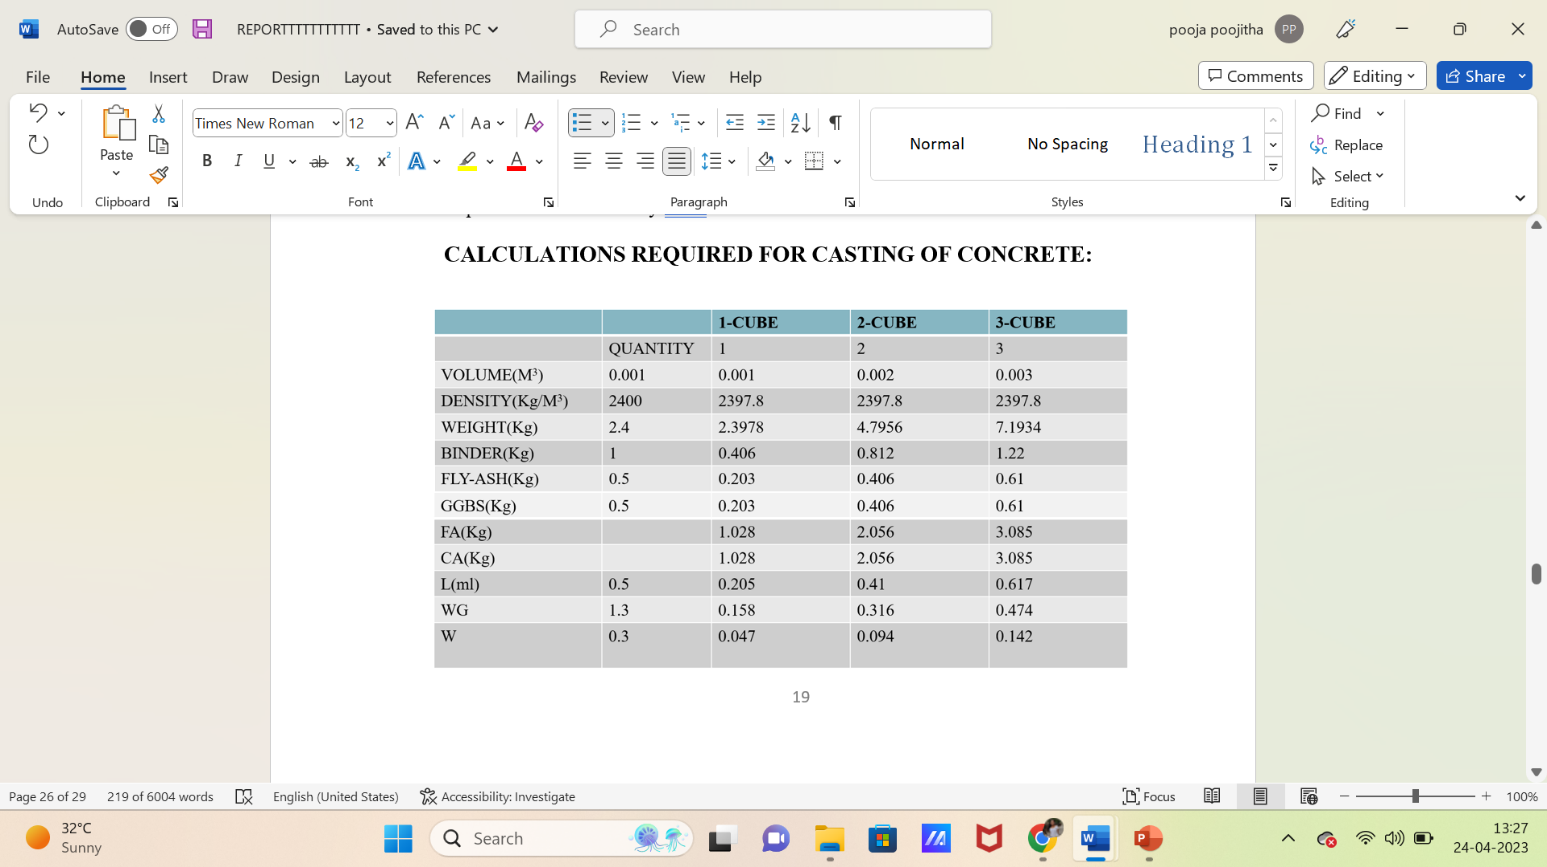 AutoSave Off REPORTTTTTTTTTTT • Saved to this PC Search pooja poojitha PP
File Home Insert Draw Design Layout References Mailings Review View Help Comments Editing Share
Paste Times New Roman 12 Aa Normal No Spacing Heading 1 Find
Replace
Select
Undo Clipboard Font Paragraph Styles Editing
CALCULATIONS REQUIRED FOR CASTING OF CONCRETE:
1-CUBE 2-CUBE 3-CUBE
QUANTITY 1 2 3
VOLUME(M³) 0.001 0.001 0.002 0.003
DENSITY(Kg/M³) 2400 2397.8 2397.8 2397.8
WEIGHT(Kg) 2.4 2.3978 4.7956 7.1934
BINDER(Kg) 1 0.406 0.812 1.22
FLY-ASH(Kg) 0.5 0.203 0.406 0.61
GGBS(Kg) 0.5 0.203 0.406 0.61
FA(Kg) 1.028 2.056 3.085
CA(Kg) 1.028 2.056 3.085
L(ml) 0.5 0.205 0.41 0.617
WG 1.3 0.158 0.316 0.474
W 0.3 0.047 0.094 0.142
19
Page 26 of 29 219 of 6004 words English (United States) Accessibility: Investigate Focus 100%
32°C
Sunny
Search
13:27
24-04-2023